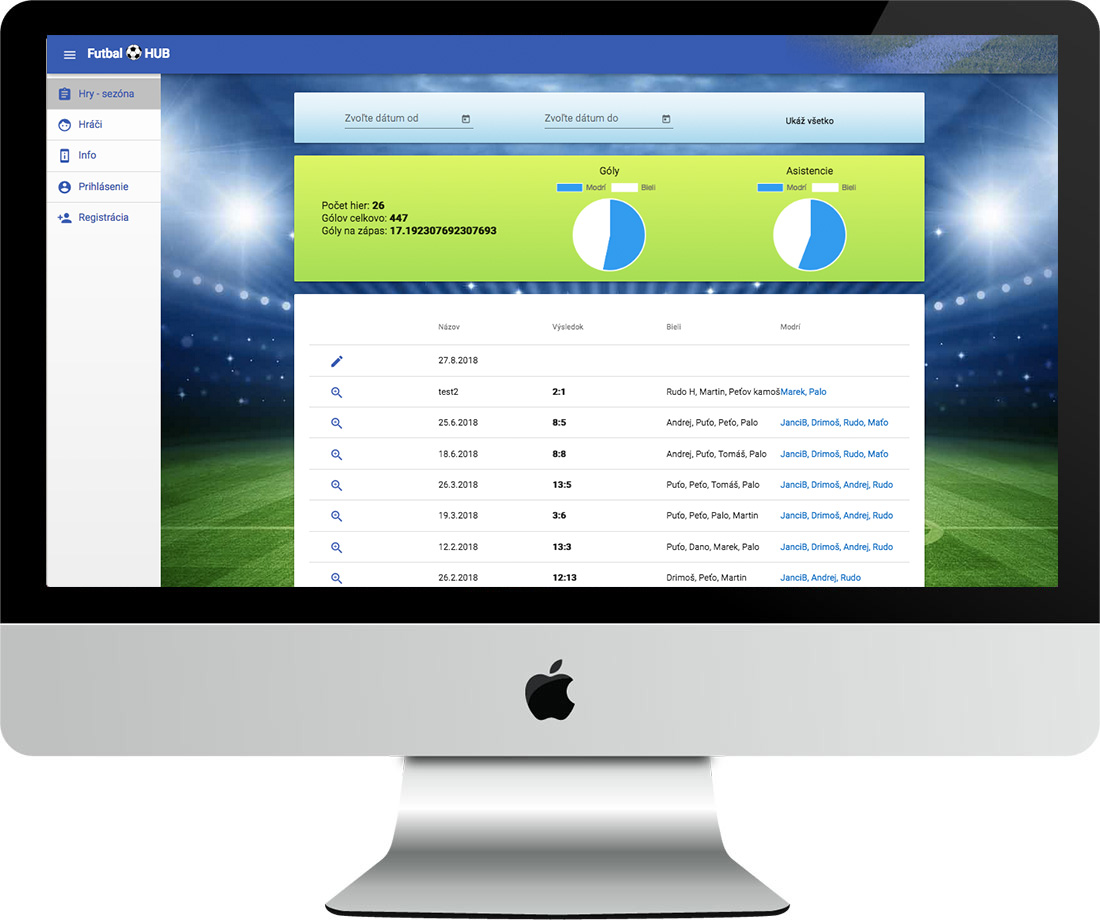 Futbal HUB
Hry - sezóna
Hráči
Info
Prihlásenie
Registrácia
Zvoľte dátum od
Zvoľte dátum do
Ukáž všetko
Počet hier: 26
Gólov celkovo: 447
Góly na zápas: 17.192307692307693
Góly
Modrí Bieli
Asistencie
Modrí Bieli
Názov Výsledok Bieli Modrí
27.8.2018
test2 2:1 Rudo H, Martin, Peťov kamoš Marek, Palo
25.6.2018 8:5 Andrej, Puťo, Peťo, Palo JanciB, Drimoš, Rudo, Maťo
18.6.2018 8:8 Andrej, Puťo, Tomáš, Palo JanciB, Drimoš, Rudo, Maťo
26.3.2018 13:5 Puťo, Peťo, Tomáš, Palo JanciB, Drimoš, Andrej, Rudo
19.3.2018 3:6 Puťo, Peťo, Palo, Martin JanciB, Drimoš, Andrej, Rudo
12.2.2018 13:3 Puťo, Dano, Marek, Palo JanciB, Drimoš, Andrej, Rudo
26.2.2018 12:13 Drimoš, Peťo, Martin JanciB, Andrej, Rudo